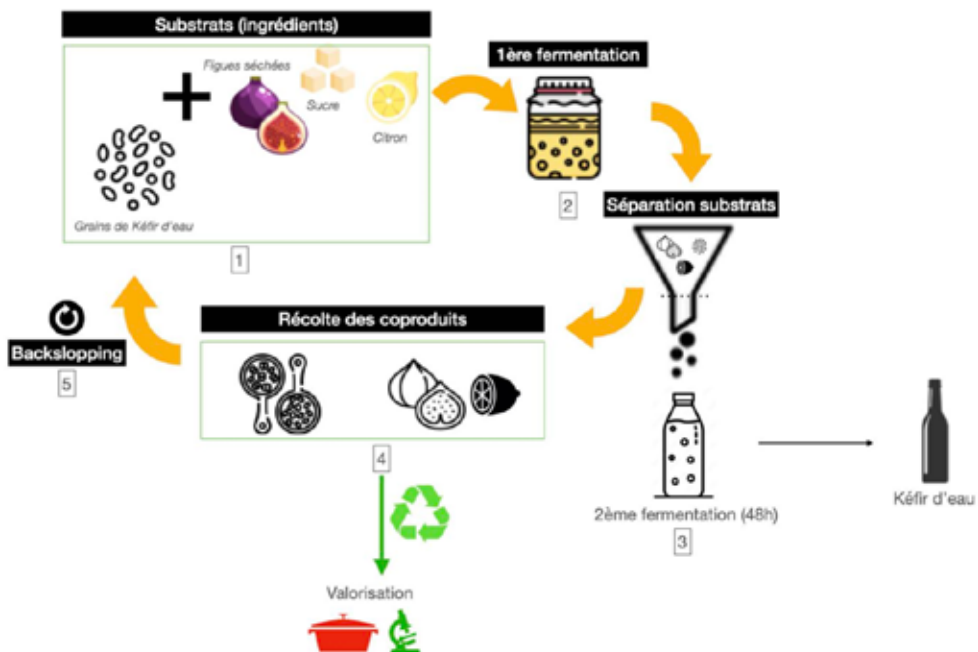 Substrats (ingrédients)
Figues séchées
Sucre
Citron
Grains de Kéfir d'eau
1
1ère fermentation
2
Séparation substrats
Récolte des coproduits
Backslopping
5
4
2ème fermentation (48h)
3
Kéfir d'eau
Valorisation